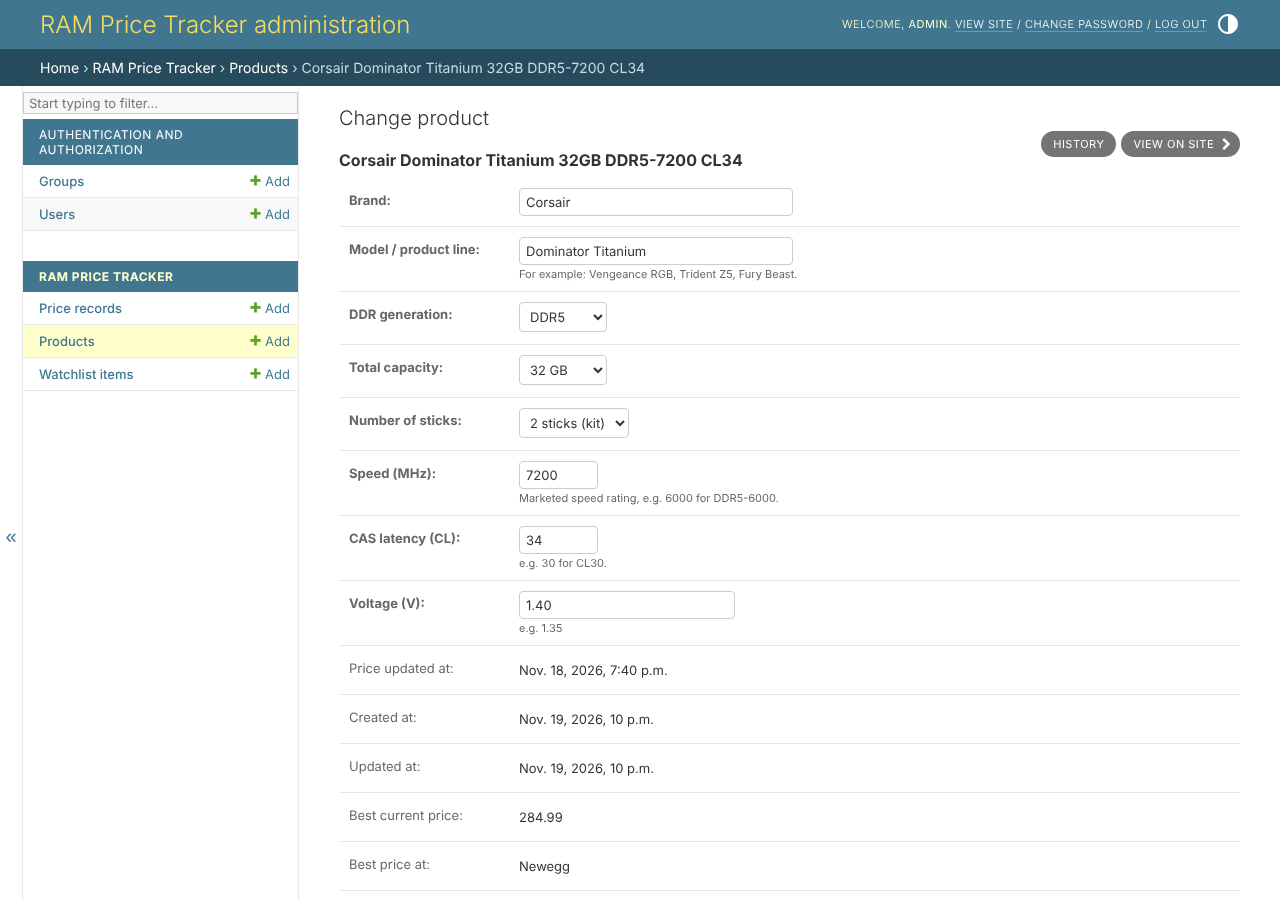 RAM Price Tracker administration
WELCOME, ADMIN. VIEW SITE / CHANGE PASSWORD / LOG OUT
Home › RAM Price Tracker › Products › Corsair Dominator Titanium 32GB DDR5-7200 CL34
Start typing to filter...
AUTHENTICATION AND
AUTHORIZATION
Groups
Add
Users
Add
RAM PRICE TRACKER
Price records
Add
Products
Add
Watchlist items
Add
«
Change product
HISTORY
VIEW ON SITE
Corsair Dominator Titanium 32GB DDR5-7200 CL34
Brand:
Corsair
Model / product line:
Dominator Titanium
For example: Vengeance RGB, Trident Z5, Fury Beast.
DDR generation:
DDR5
Total capacity:
32 GB
Number of sticks:
2 sticks (kit)
Speed (MHz):
7200
Marketed speed rating, e.g. 6000 for DDR5-6000.
CAS latency (CL):
34
e.g. 30 for CL30.
Voltage (V):
1.40
e.g. 1.35
Price updated at:
Nov. 18, 2026, 7:40 p.m.
Created at:
Nov. 19, 2026, 10 p.m.
Updated at:
Nov. 19, 2026, 10 p.m.
Best current price:
284.99
Best price at:
Newegg